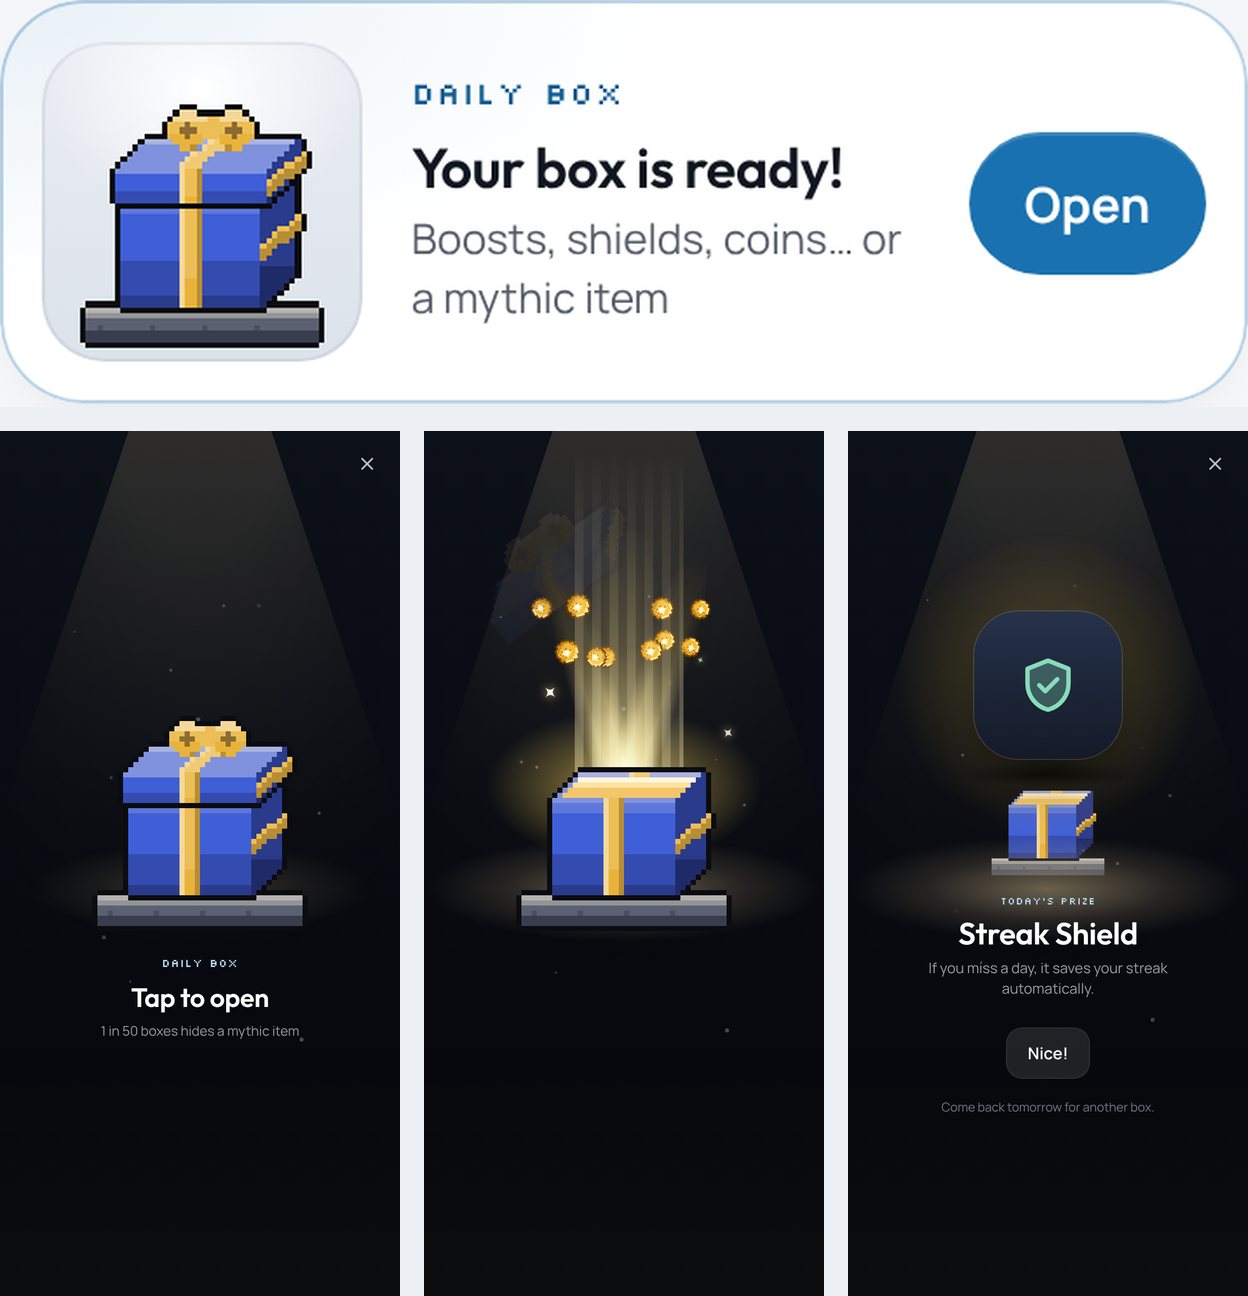 DAILY BOX
Your box is ready!
Boosts, shields, coins... or
a mythic item
Open
DAILY BOX
Tap to open
1 in 50 boxes hides a mythic item
TODAY'S PRIZE
Streak Shield
If you miss a day, it saves your streak
automatically.
Nice!
Come back tomorrow for another box.